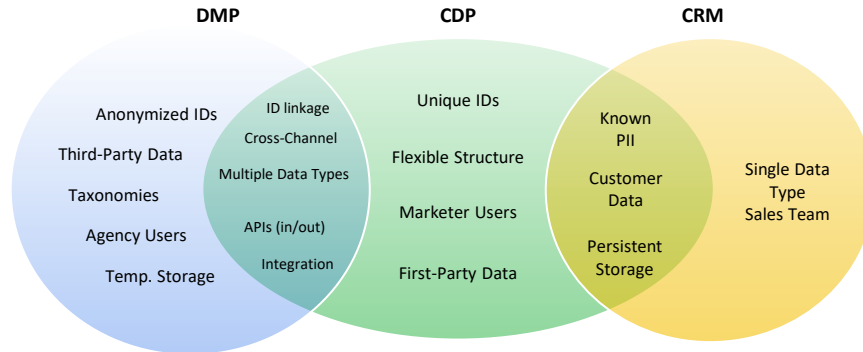 DMP
CDP
CRM
Anonymized IDs
Third-Party Data
Taxonomies
Agency Users
Temp. Storage
ID linkage
Cross-Channel
Multiple Data Types
APIs (in/out)
Integration
Unique IDs
Flexible Structure
Marketer Users
First-Party Data
Known
PII
Customer
Data
Persistent
Storage
Single Data
Type
Sales Team